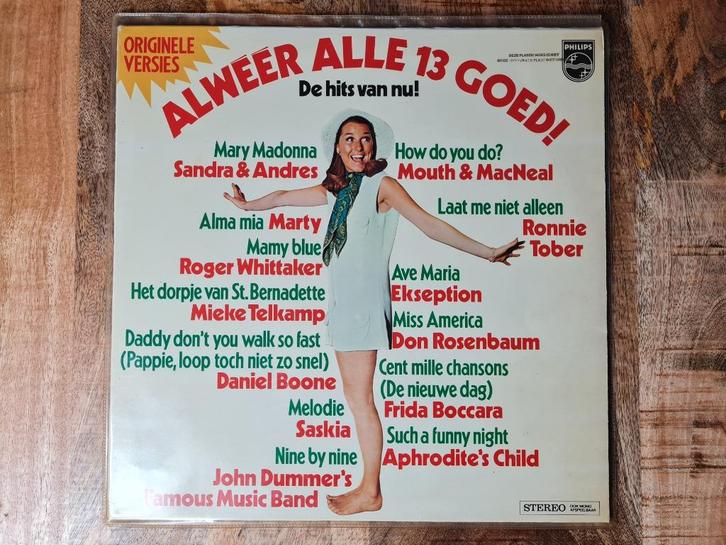 ORIGINELE
VERSIES
ALWÉÉR ALLE 13 GOED!
De hits van nu!
PHILIPS
Mary Madonna
Sandra & Andres
Alma mia Marty
Mamy blue
Roger Whittaker
Het dorpje van St. Bernadette
Mieke Telkamp
Daddy don't you walk so fast
(Pappie, loop toch niet zo snel)
Daniel Boone
Melodie
Saskia
Nine by nine
John Dummer's
Famous Music Band
How do you do?
Mouth & MacNeal
Laat me niet alleen
Ronnie
Tober
Ave Maria
Ekseption
Miss America
Don Rosenbaum
Cent mille chansons
(De nieuwe dag)
Frida Boccara
Such a funny night
Aphrodite's Child
STEREO OOK MONO
AFSPEELBAAR